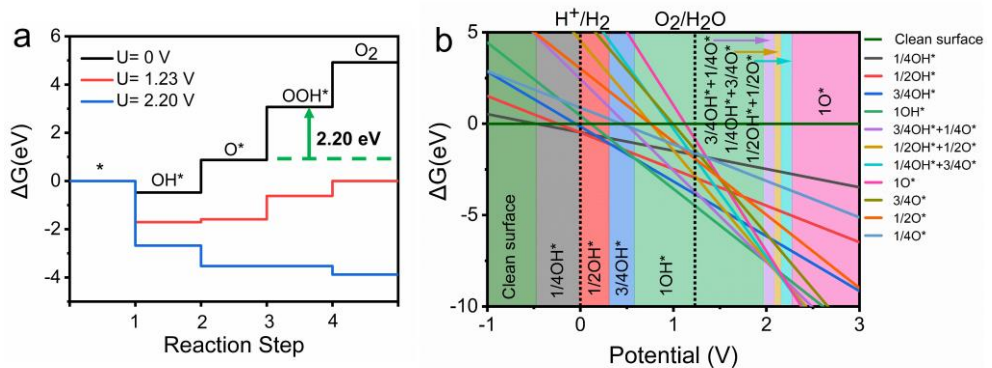 a
U= 0 V
U= 1.23 V
U= 2.20 V
ΔG(eV)
6
4
2
0
-2
-4
*
OH*
O*
OOH*
O₂
2.20 eV
1
2
3
4
Reaction Step
b
H⁺/H₂
O₂/H₂O
ΔG(eV)
5
0
-5
-10
Clean surface
1/4OH*
1/2OH*
3/4OH*
1OH*
3/4OH*+1/4O*
1/4OH*+3/4O*
1/2OH*+1/2O*
1O*
-1
0
1
2
3
Potential (V)
Clean surface
1/4OH*
1/2OH*
3/4OH*
1OH*
3/4OH*+1/4O*
1/2OH*+1/2O*
1/4OH*+3/4O*
1O*
3/4O*
1/2O*
1/4O*